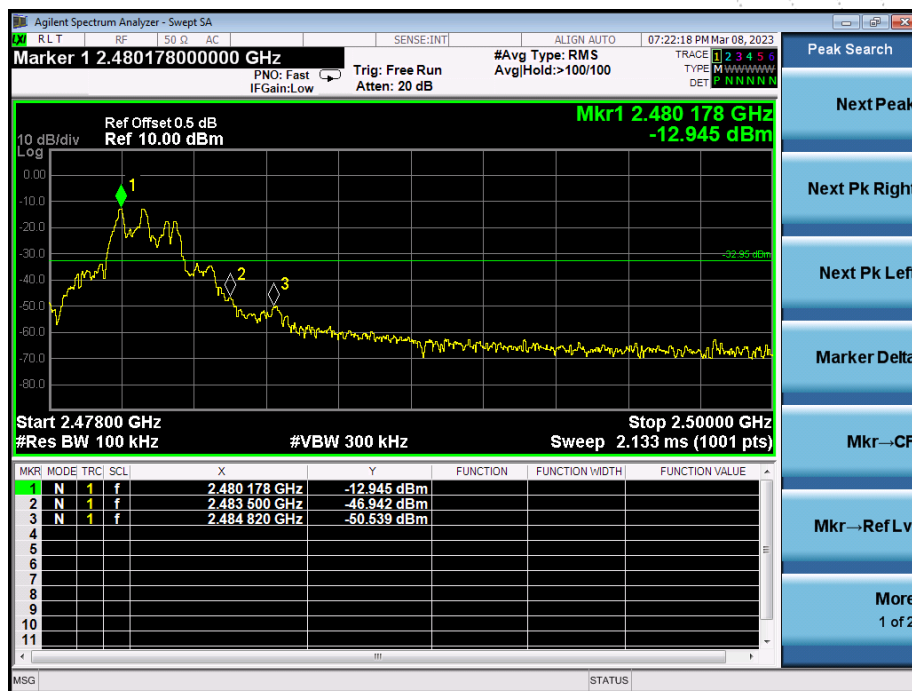 Agilent Spectrum Analyzer - Swept SA
LXI RLT RF 50 Ω AC SENSE:INT ALIGN AUTO 07:22:18 PM Mar 08, 2023
Marker 1 2.480178000000 GHz
PNO: Fast
IFGain:Low
Trig: Free Run
Atten: 20 dB
#Avg Type: RMS
Avg|Hold:>100/100
TRACE 1 2 3 4 5 6
TYPE M W W W W W
DET P N N N N N
Peak Search
Next Peak
Next Pk Right
Next Pk Left
Marker Delta
Mkr→CF
Mkr→Ref Lv
More
1 of 2
Mkr1 2.480 178 GHz
-12.945 dBm
Ref Offset 0.5 dB
10 dB/div Ref 10.00 dBm
Log
0.00
-10.0
-20.0
-30.0
-40.0
-50.0
-60.0
-70.0
-80.0
1
2
3
-32.95 dBm
Start 2.47800 GHz Stop 2.50000 GHz
#Res BW 100 kHz #VBW 300 kHz Sweep 2.133 ms (1001 pts)
MKR MODE TRC SCL X Y FUNCTION FUNCTION WIDTH FUNCTION VALUE
1 N 1 f 2.480 178 GHz -12.945 dBm
2 N 1 f 2.483 500 GHz -46.942 dBm
3 N 1 f 2.484 820 GHz -50.539 dBm
4
5
6
7
8
9
10
11
MSG STATUS